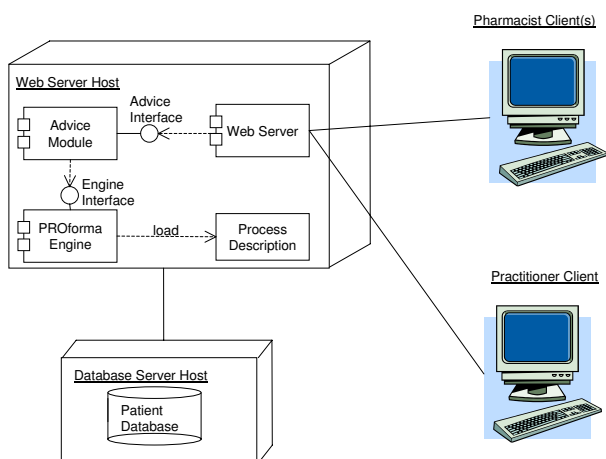 Pharmacist Client(s)
Web Server Host
Advice
Interface
Advice
Module
Web Server
Engine
Interface
PROforma
Engine
load
Process
Description
Practitioner Client
Database Server Host
Patient
Database